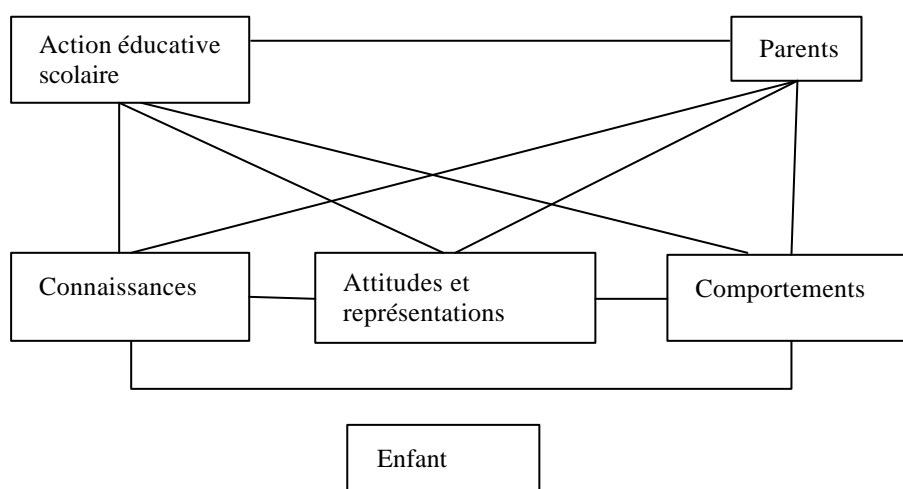 Action éducative
scolaire
Parents
Connaissances
Attitudes et
représentations
Comportements
Enfant